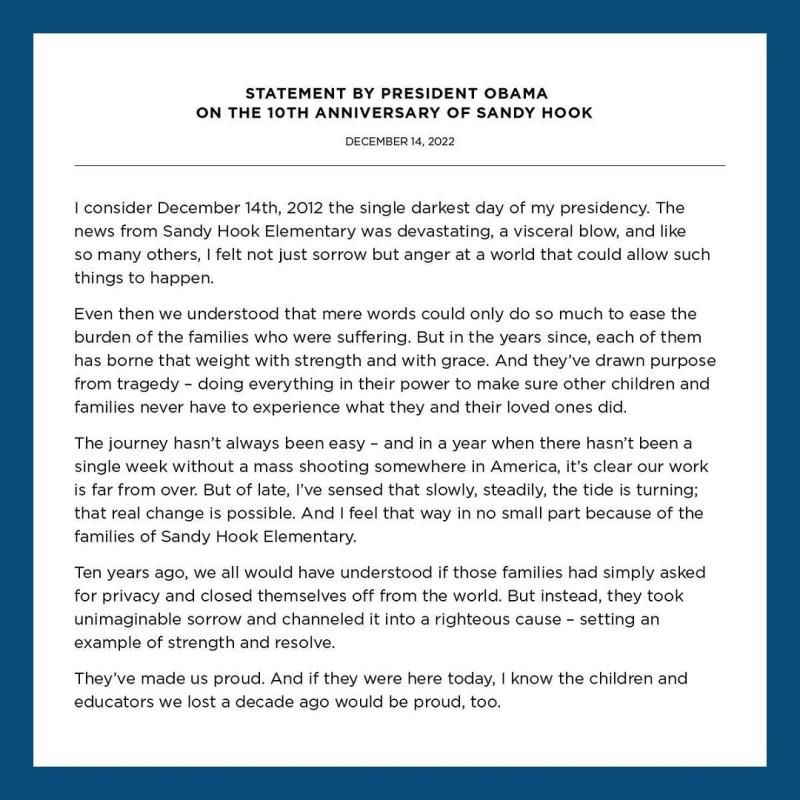 STATEMENT BY PRESIDENT OBAMA
ON THE 10TH ANNIVERSARY OF SANDY HOOK
DECEMBER 14, 2022
I consider December 14th, 2012 the single darkest day of my presidency. The
news from Sandy Hook Elementary was devastating, a visceral blow, and like
so many others, I felt not just sorrow but anger at a world that could allow such
things to happen.
Even then we understood that mere words could only do so much to ease the
burden of the families who were suffering. But in the years since, each of them
has borne that weight with strength and with grace. And they’ve drawn purpose
from tragedy – doing everything in their power to make sure other children and
families never have to experience what they and their loved ones did.
The journey hasn’t always been easy – and in a year when there hasn’t been a
single week without a mass shooting somewhere in America, it’s clear our work
is far from over. But of late, I’ve sensed that slowly, steadily, the tide is turning;
that real change is possible. And I feel that way in no small part because of the
families of Sandy Hook Elementary.
Ten years ago, we all would have understood if those families had simply asked
for privacy and closed themselves off from the world. But instead, they took
unimaginable sorrow and channeled it into a righteous cause – setting an
example of strength and resolve.
They’ve made us proud. And if they were here today, I know the children and
educators we lost a decade ago would be proud, too.